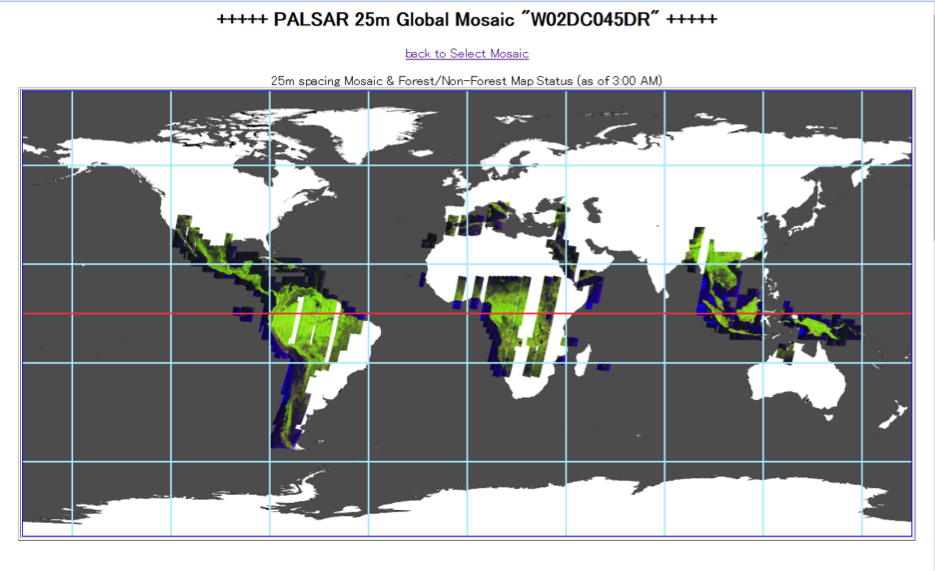 +++++ PALSAR 25m Global Mosaic "W02DC045DR" +++++
back to Select Mosaic
25m spacing Mosaic & Forest/Non-Forest Map Status (as of 3:00 AM)